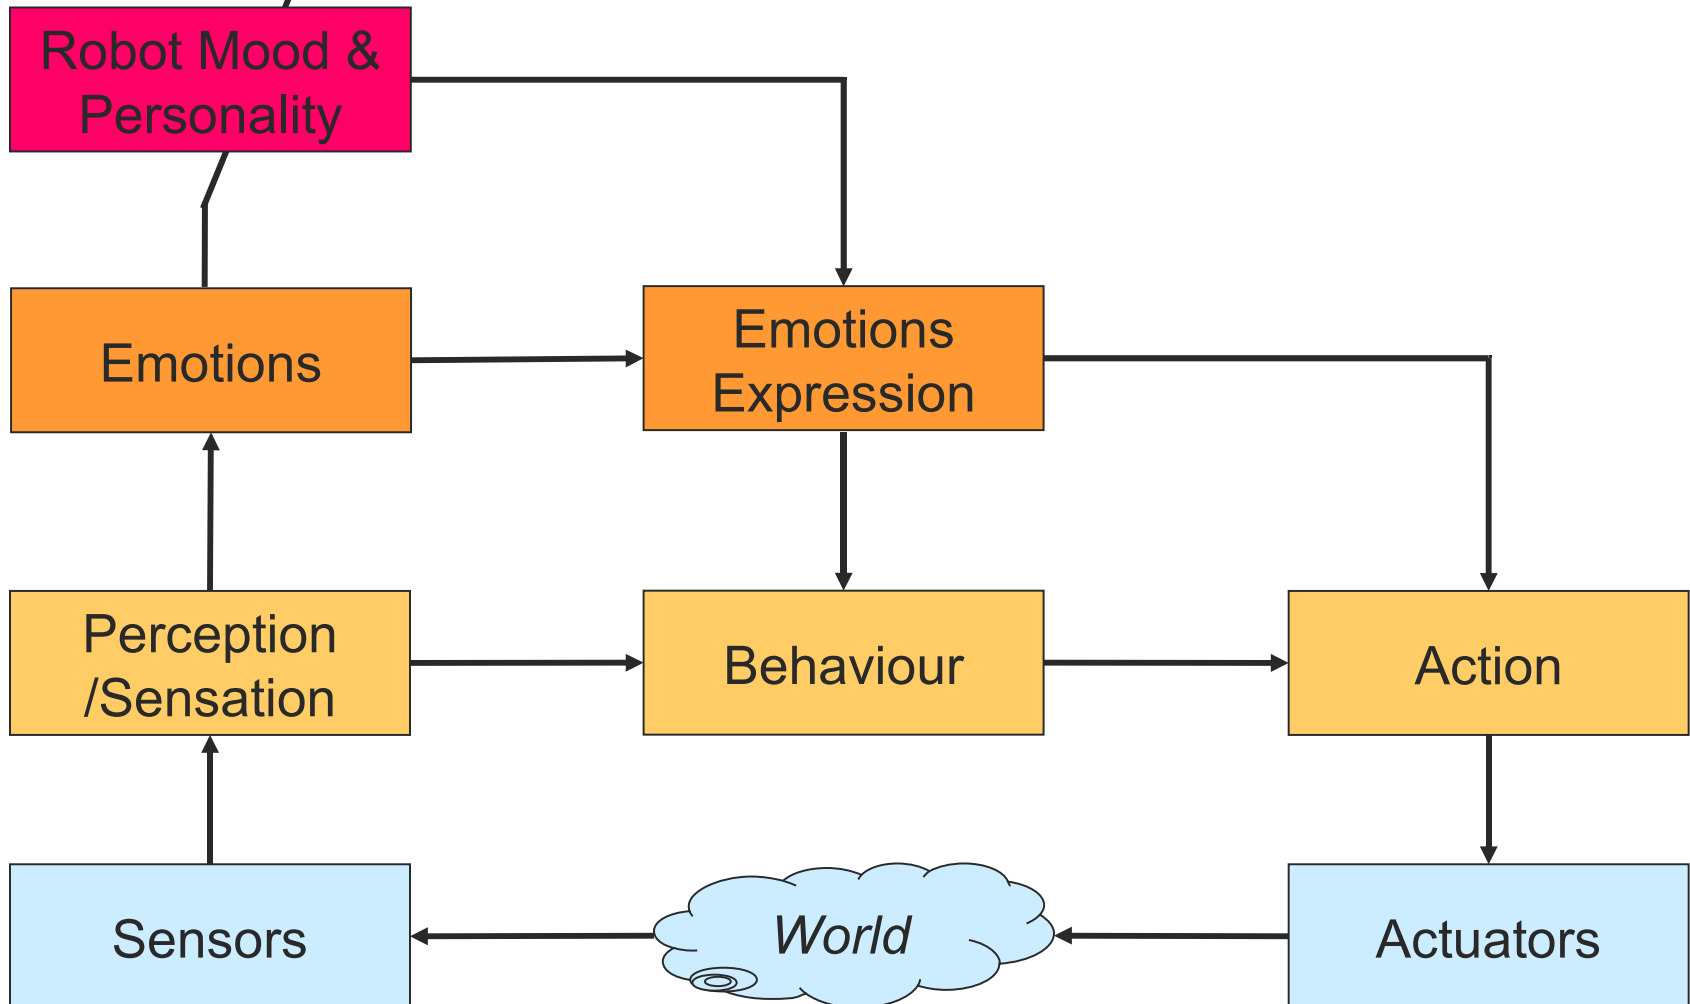 Robot Mood &
Personality
Emotions
Emotions
Expression
Perception
/Sensation
Behaviour
Action
Sensors
World
Actuators